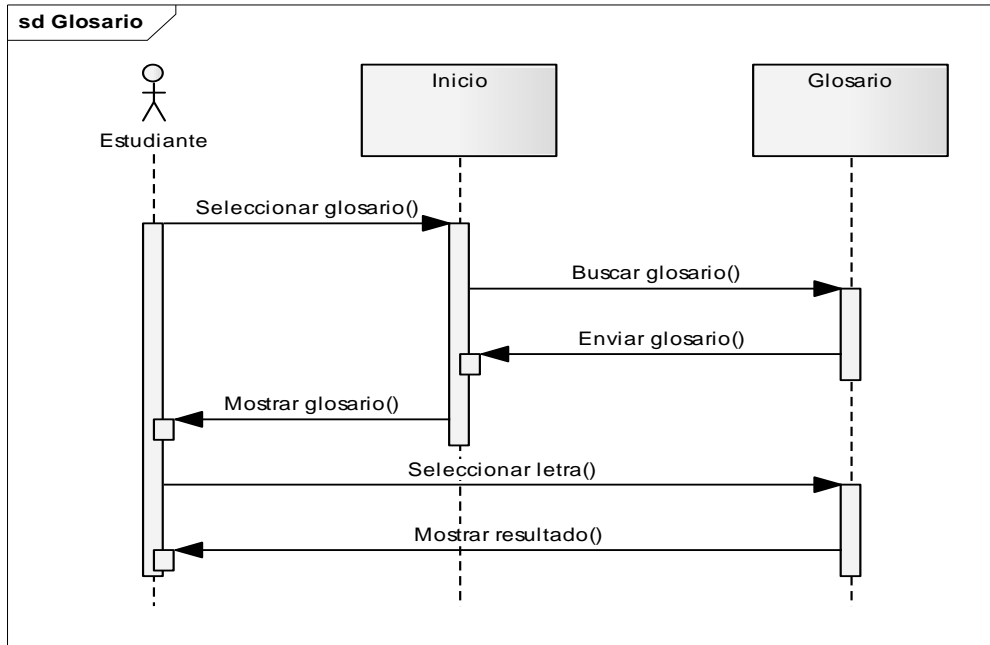 sd Glosario
Inicio
Glosario
Estudiante
Seleccionar glosario()
Buscar glosario()
Enviar glosario()
Mostrar glosario()
Seleccionar letra()
Mostrar resultado()